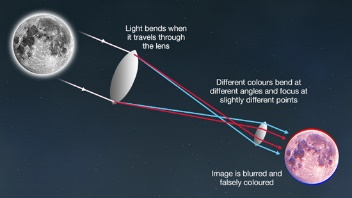 Light bends when
it travels through
the lens
Different colours bend at
different angles and focus at
slightly different points
Image is blurred and
falsely coloured